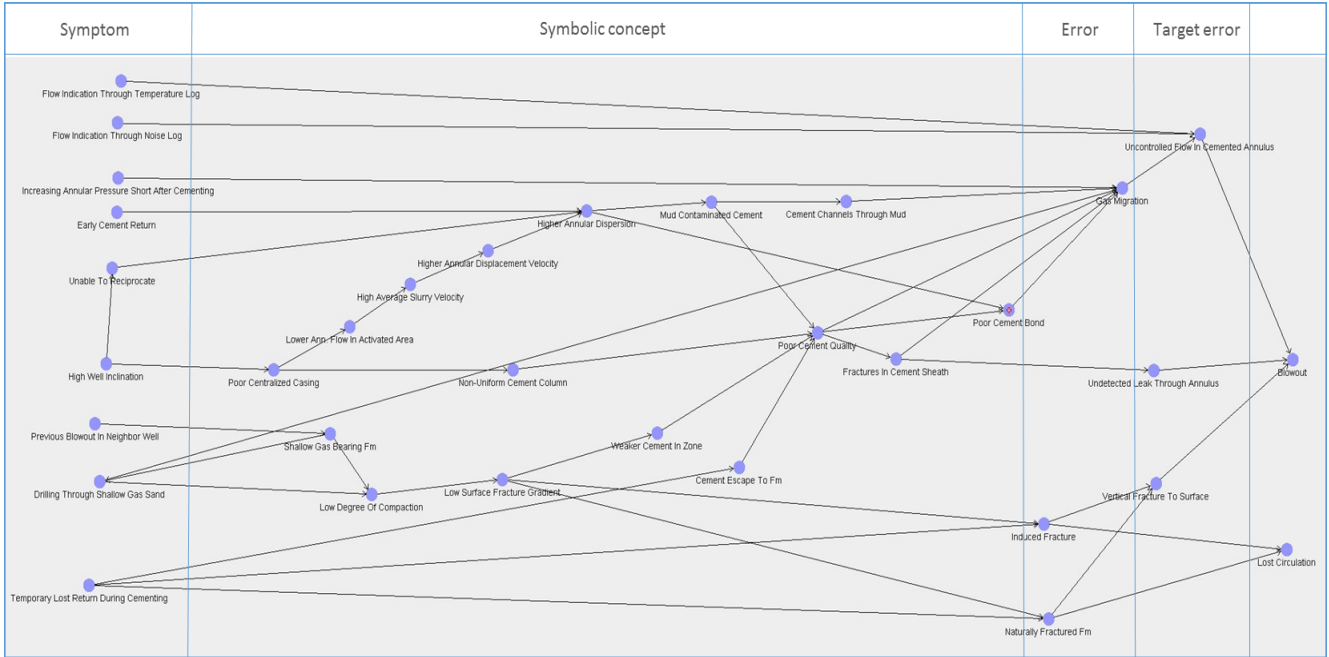 Symptom
Symbolic concept
Error
Target error
Flow Indication Through Temperature Log
Flow Indication Through Noise Log
Uncontrolled Flow In Cemented Annulus
Increasing Annular Pressure Short After Cementing
Gas Migration
Early Cement Return
Higher Annular Dispersion
Mud Contaminated Cement
Cement Channels Through Mud
Higher Annular Displacement Velocity
Unable To Reciprocate
High Average Slurry Velocity
Poor Cement Bond
Lower Ann. Flow In Activated Area
Poor Cement Quality
High Well Inclination
Poor Centralized Casing
Non-Uniform Cement Column
Fractures In Cement Sheath
Undetected Leak Through Annulus
Blowout
Previous Blowout In Neighbor Well
Shallow Gas Bearing Fm
Weaker Cement In Zone
Drilling Through Shallow Gas Sand
Low Degree Of Compaction
Low Surface Fracture Gradient
Cement Escape To Fm
Vertical Fracture To Surface
Induced Fracture
Lost Circulation
Temporary Lost Return During Cementing
Naturally Fractured Fm